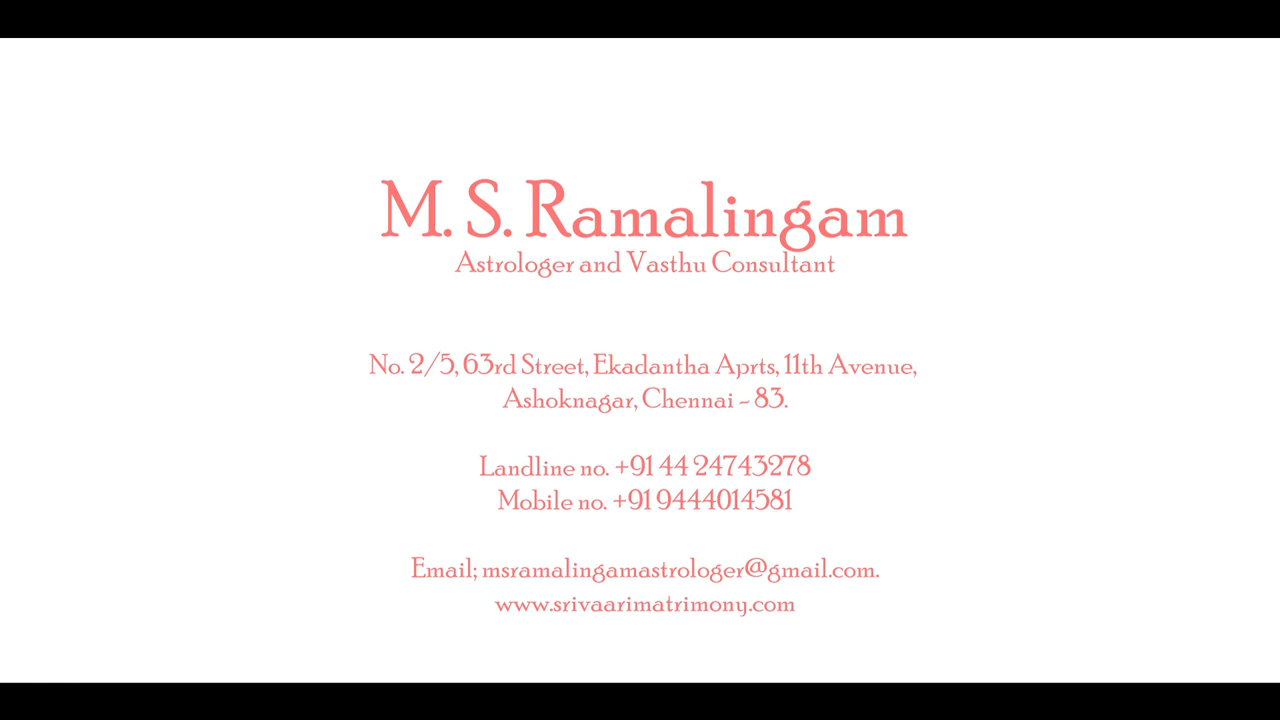 M. S. Ramalingam
Astrologer and Vasthu Consultant
No. 2/5, 63rd Street, Ekadantha Aprts, 11th Avenue,
Ashoknagar, Chennai - 83.
Landline no. +91 44 24743278
Mobile no. +91 9444014581
Email; msramalingamastrologer@gmail.com.
www.srivaarimatrimony.com